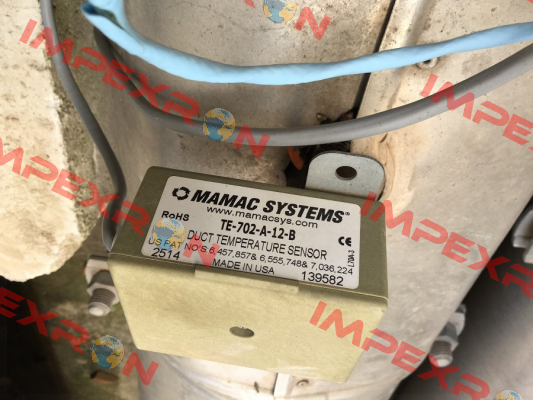 MAMAC SYSTEMS®
www.mamacsys.com
RoHS
TE-702-A-12-B
DUCT TEMPERATURE SENSOR
CE
US PAT NO'S. 6,457,857& 6,555,748& 7,036,224
2514
MADE IN USA
139582
IMPEXRON
IMPEXRON
IMPEXRON
IMPEXRON
IMPEXRON